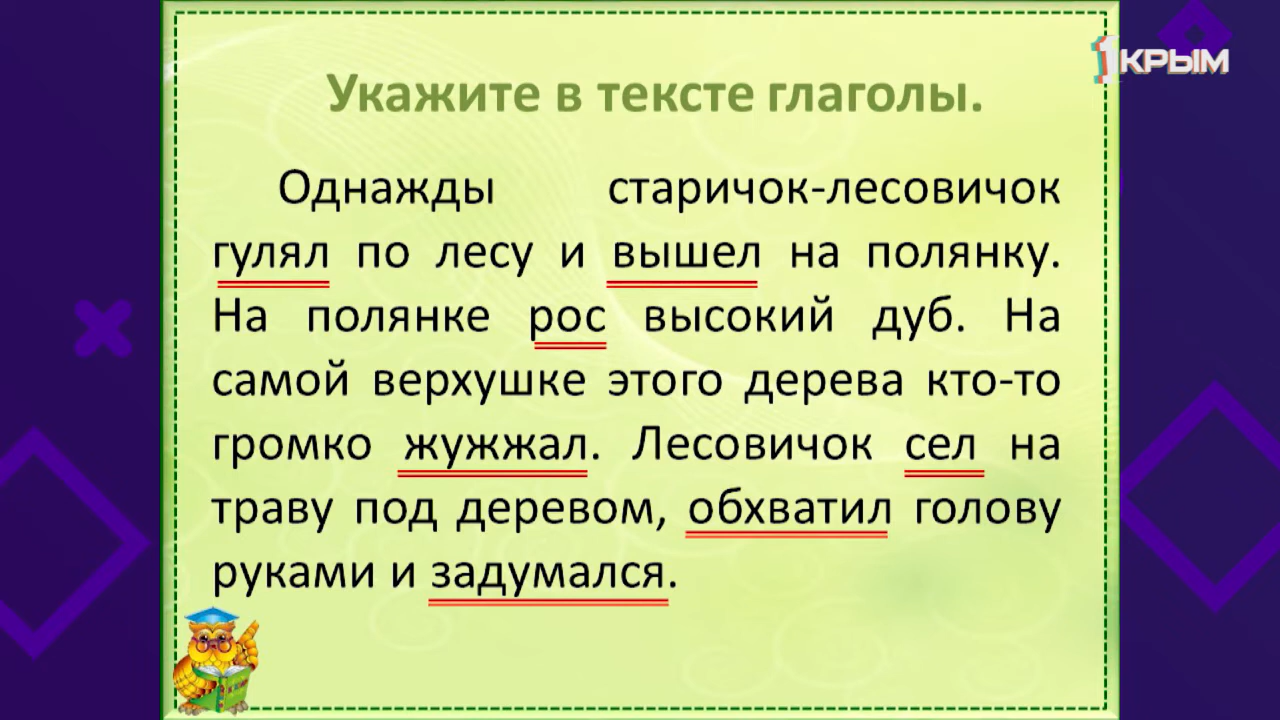 1КРЫМ
Укажите в тексте глаголы.
Однажды старичок-лесовичок
гулял по лесу и вышел на полянку.
На полянке рос высокий дуб. На
самой верхушке этого дерева кто-то
громко жужжал. Лесовичок сел на
траву под деревом, обхватил голову
руками и задумался.